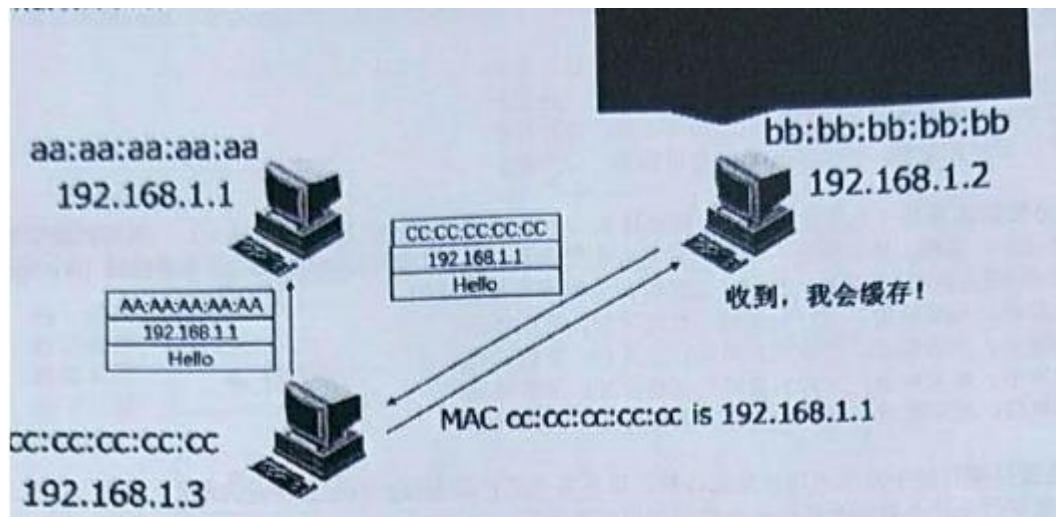 aa:aa:aa:aa:aa
192.168.1.1
bb:bb:bb:bb:bb
192.168.1.2
CC:CC:CC:CC:CC
192.168.1.1
Hello
收到，我会缓存！
AA:AA:AA:AA:AA
192.168.1.1
Hello
MAC cc:cc:cc:cc:cc is 192.168.1.1
cc:cc:cc:cc:cc
192.168.1.3